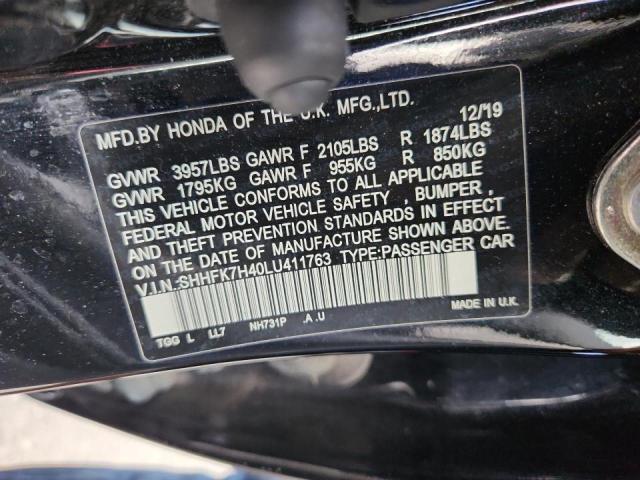 MFD.BY HONDA OF THE U.K. MFG.,LTD. 12/'19
GVWR 3957LBS GAWR F 2105LBS R 1874LBS
GVWR 1795KG GAWR F 955KG R 850KG
THIS VEHICLE CONFORMS TO ALL APPLICABLE
FEDERAL MOTOR VEHICLE SAFETY , BUMPER ,
AND THEFT PREVENTION STANDARDS IN EFFECT
ON THE DATE OF MANUFACTURE SHOWN ABOVE.
V.I.N:SHHFK7H40LU411763 TYPE:PASSENGER CAR
MADE IN U.K.
TGG L LL7 NH731P .A .U